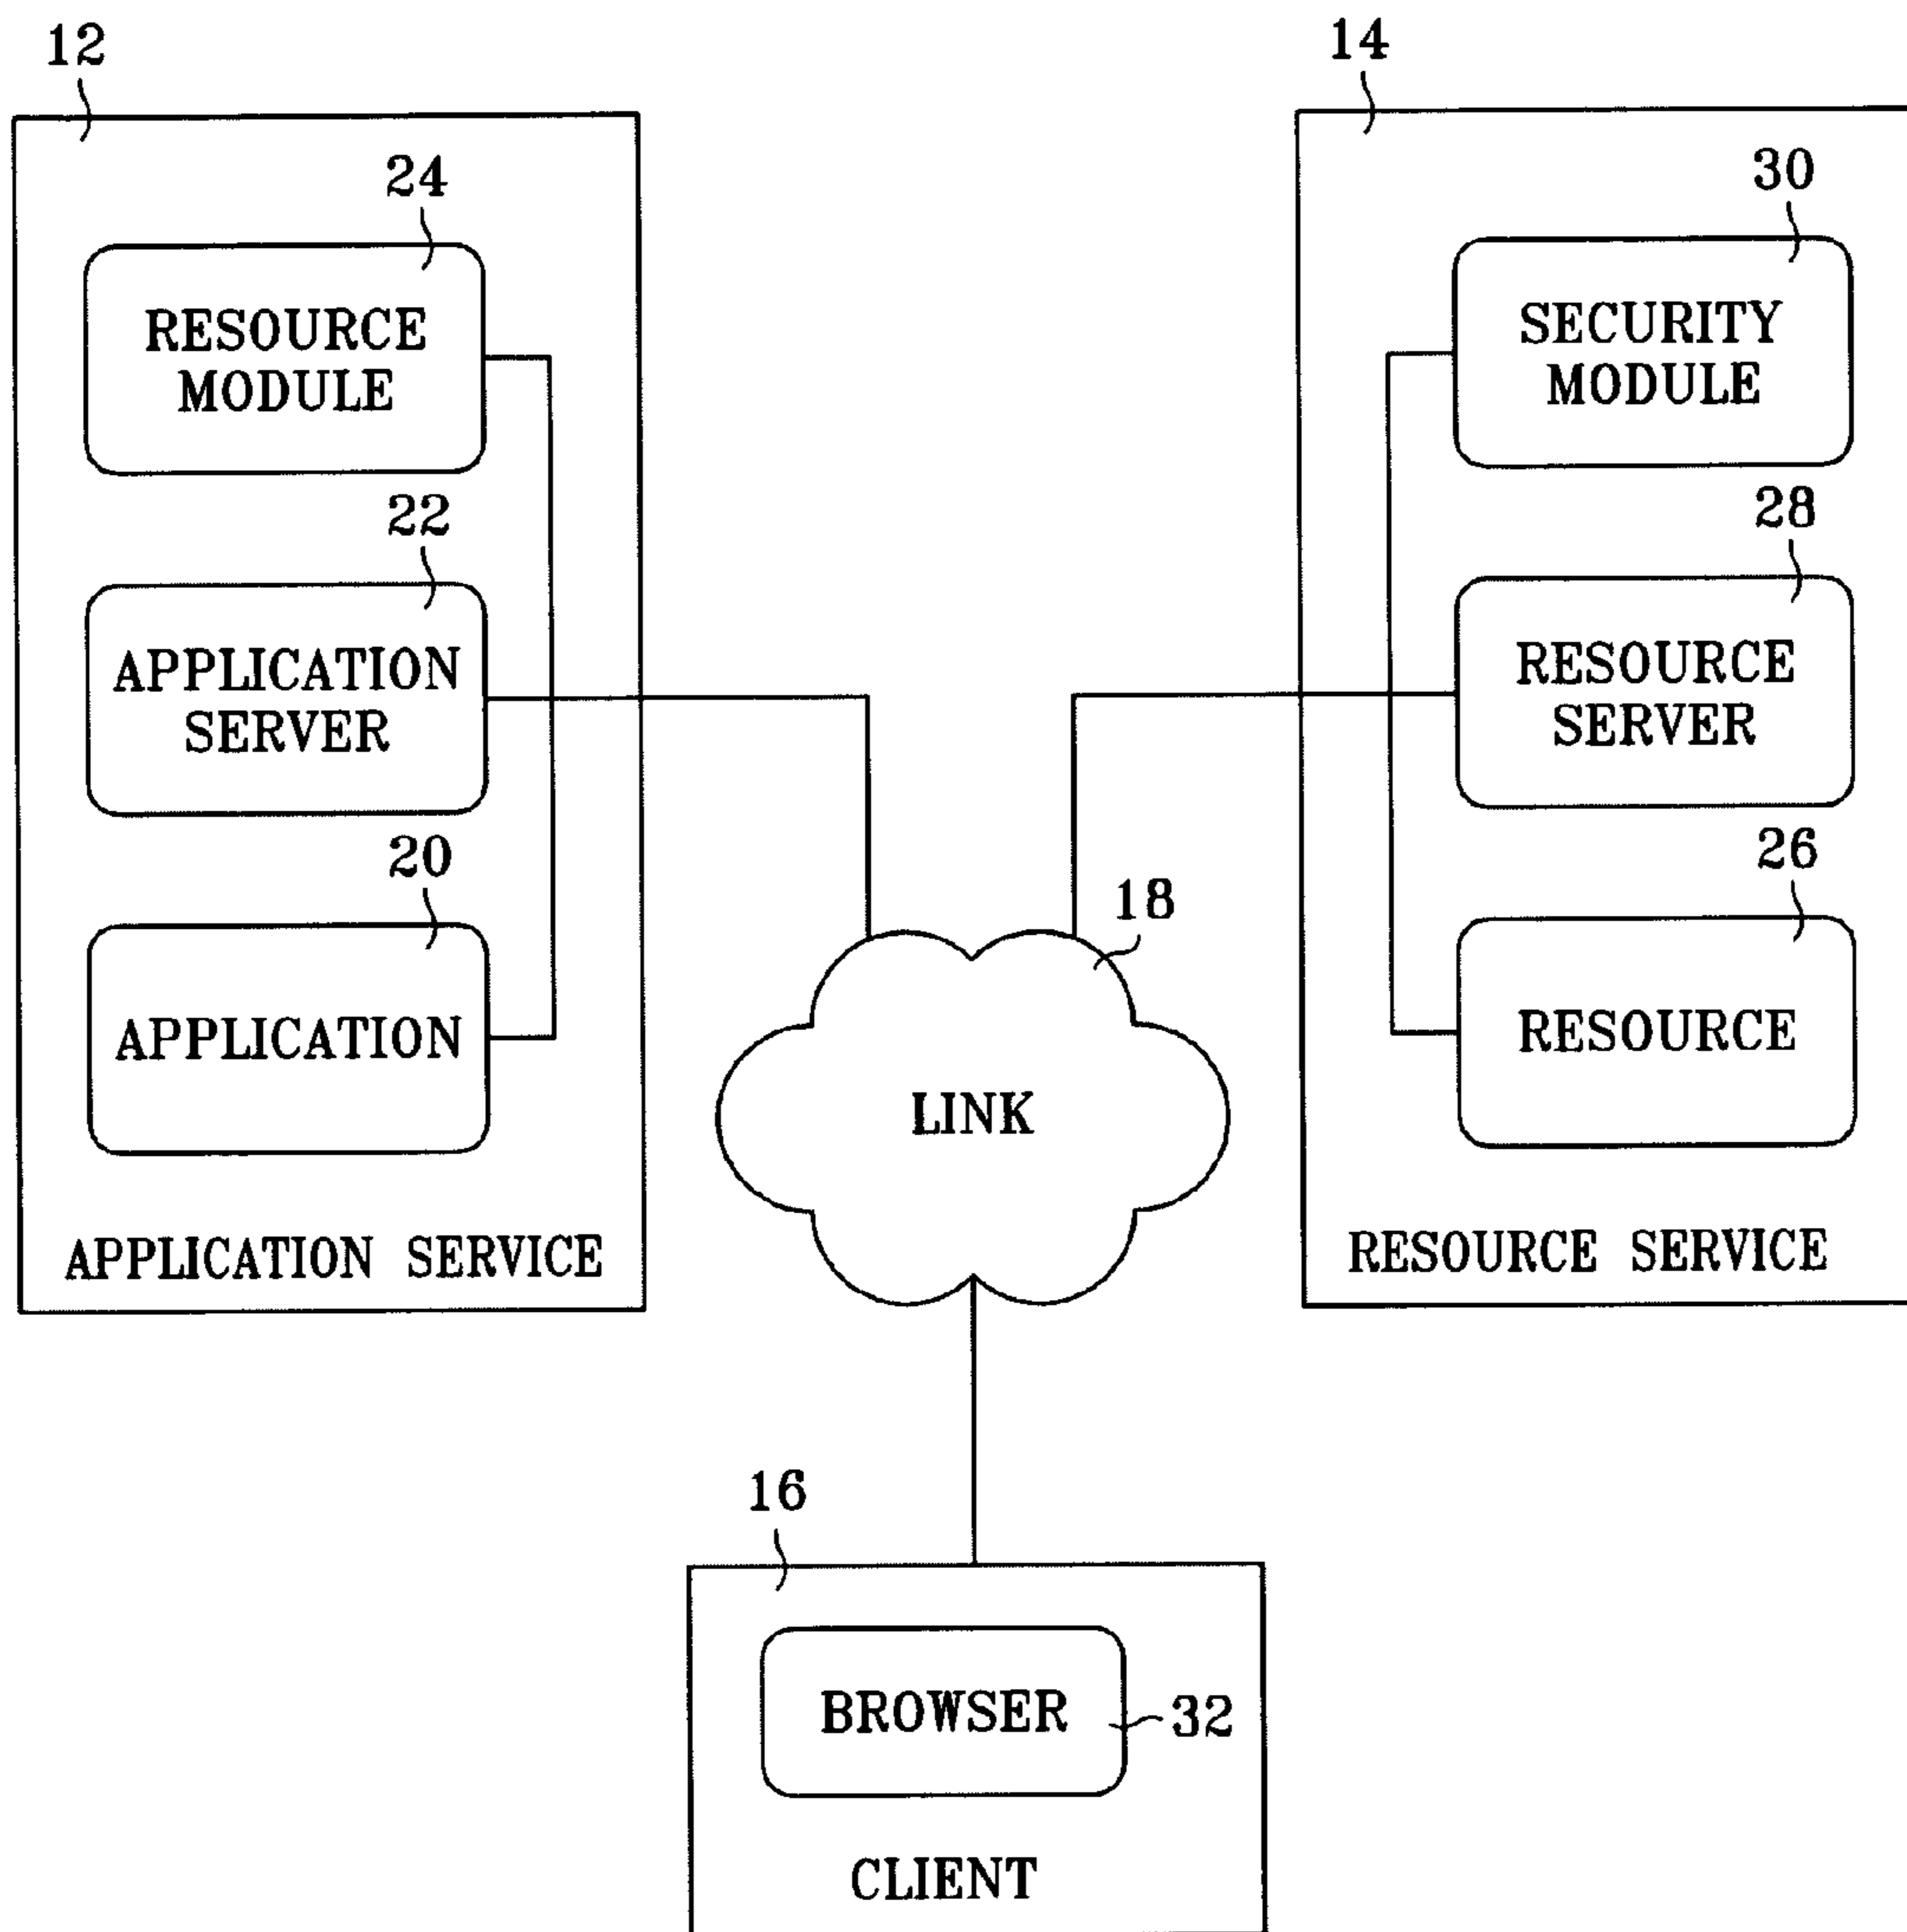 12
24
RESOURCE
MODULE
22
APPLICATION
SERVER
20
APPLICATION
APPLICATION SERVICE
18
LINK
14
30
SECURITY
MODULE
28
RESOURCE
SERVER
26
RESOURCE
RESOURCE SERVICE
16
BROWSER
32
CLIENT